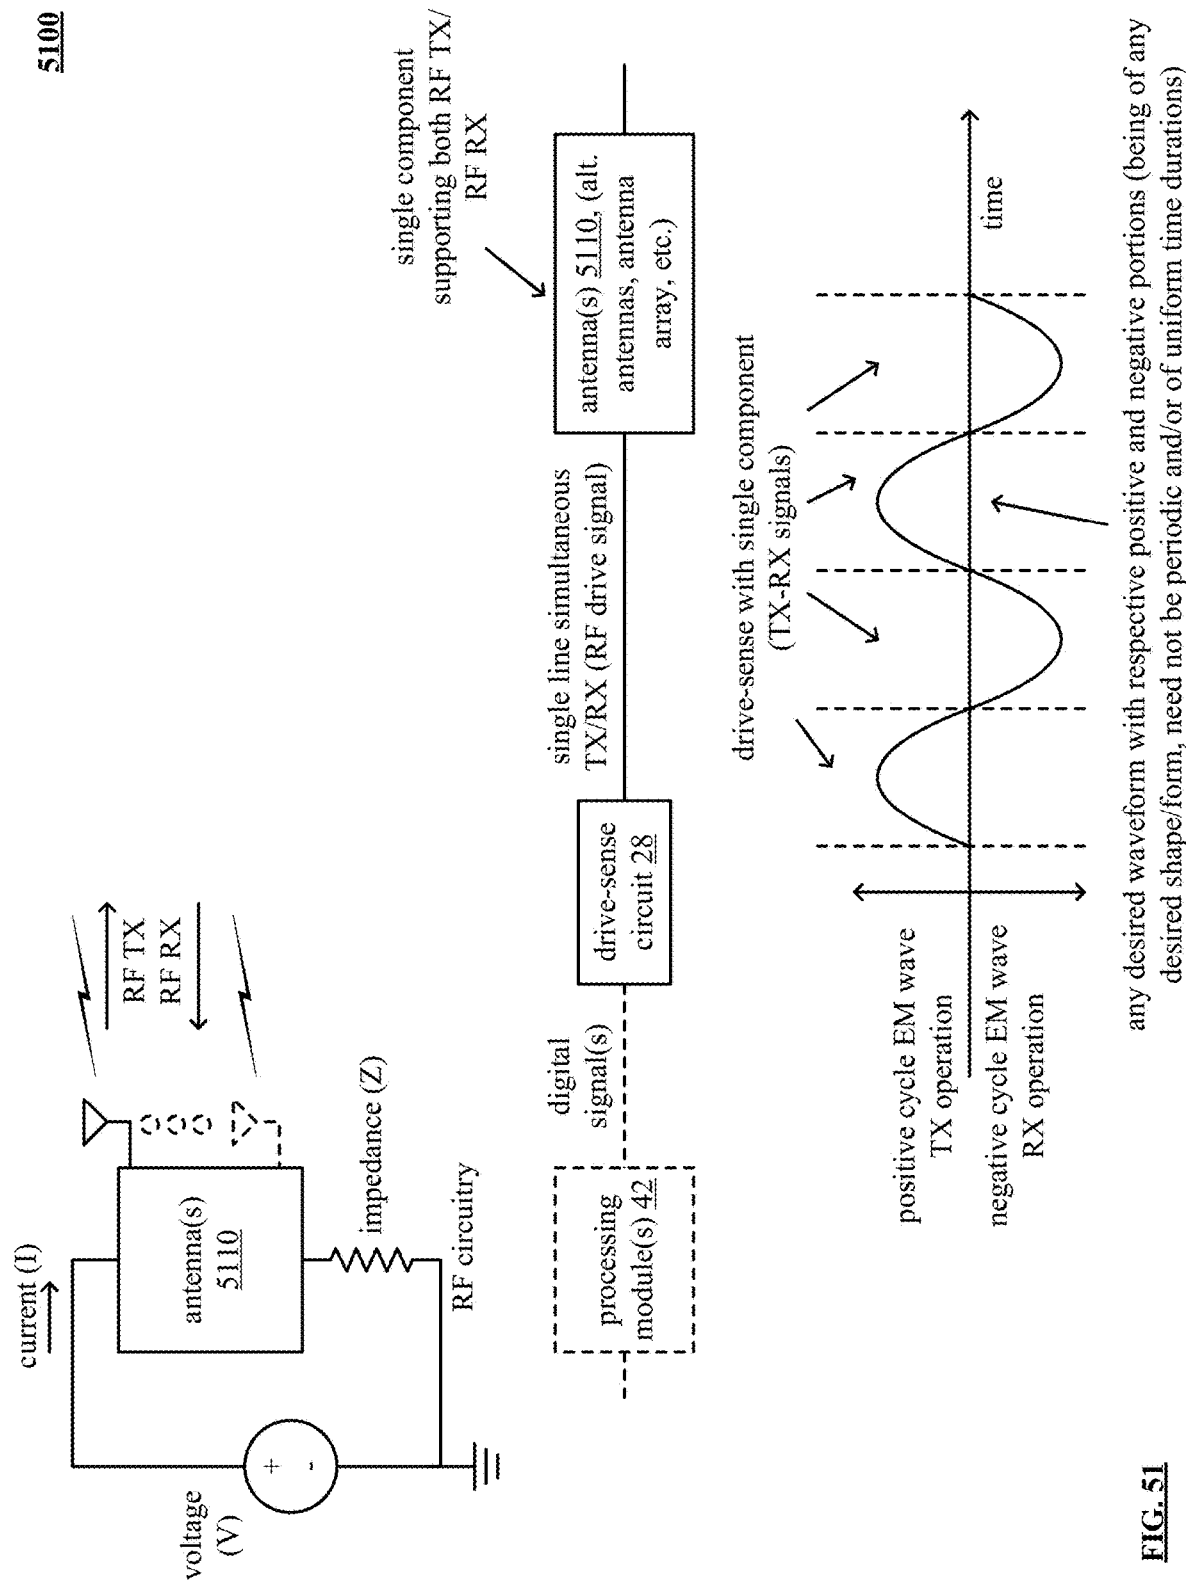 5100
current (I)
voltage
(V)
+
-
antenna(s)
5110
RF TX
RF RX
impedance (Z)
RF circuitry
single component
supporting both RF TX/
RF RX
processing
module(s) 42
digital
signal(s)
drive-sense
circuit 28
single line simultaneous
TX/RX (RF drive signal)
antenna(s) 5110, (alt.
antennas, antenna
array, etc.)
drive-sense with single component
(TX-RX signals)
positive cycle EM wave
TX operation
negative cycle EM wave
RX operation
time
any desired waveform with respective positive and negative portions (being of any
desired shape/form, need not be periodic and/or of uniform time durations)
FIG. 51